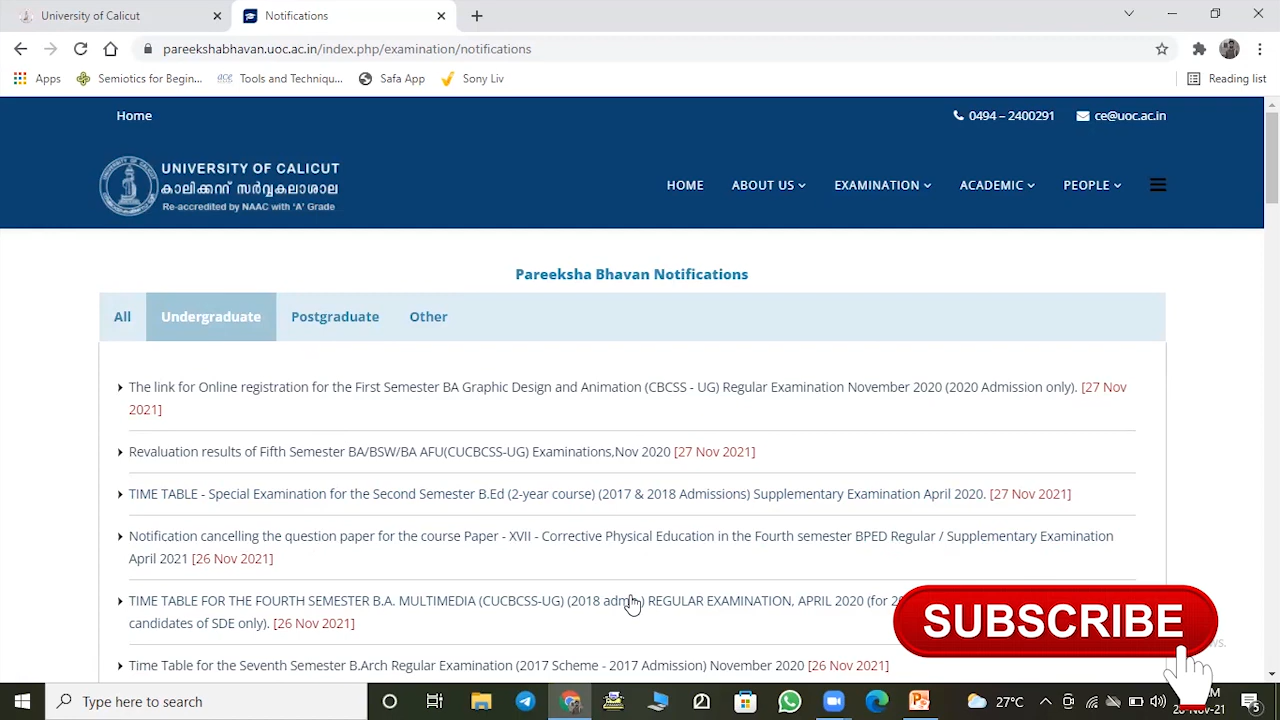 University of Calicut
Notifications
pareekshabhavan.uoc.ac.in/index.php/examination/notifications
Apps
Semiotics for Begin...
Tools and Techniqu...
Safa App
Sony Liv
Reading list
Home
0494 – 2400291
ce@uoc.ac.in
UNIVERSITY OF CALICUT
കാലിക്കറ്റ് സർവ്വകലാശാല
Re-accredited by NAAC with ‘A’ Grade
HOME
ABOUT US
EXAMINATION
ACADEMIC
PEOPLE
Pareeksha Bhavan Notifications
All
Undergraduate
Postgraduate
Other
The link for Online registration for the First Semester BA Graphic Design and Animation (CBCSS - UG) Regular Examination November 2020 (2020 Admission only). [27 Nov
2021]
Revaluation results of Fifth Semester BA/BSW/BA AFU(CUCBCSS-UG) Examinations,Nov 2020 [27 Nov 2021]
TIME TABLE - Special Examination for the Second Semester B.Ed (2-year course) (2017 & 2018 Admissions) Supplementary Examination April 2020. [27 Nov 2021]
Notification cancelling the question paper for the course Paper - XVII - Corrective Physical Education in the Fourth semester BPED Regular / Supplementary Examination
April 2021 [26 Nov 2021]
TIME TABLE FOR THE FOURTH SEMESTER B.A. MULTIMEDIA (CUCBCSS-UG) (2018 REGULAR EXAMINATION, APRIL 2020 (for
candidates of SDE only). [26 Nov 2021]
SUBSCRIBE
Time Table for the Seventh Semester B.Arch Regular Examination (2017 Scheme - 2017 Admission) November 2020 [26 Nov 2021]
Type here to search
27°C